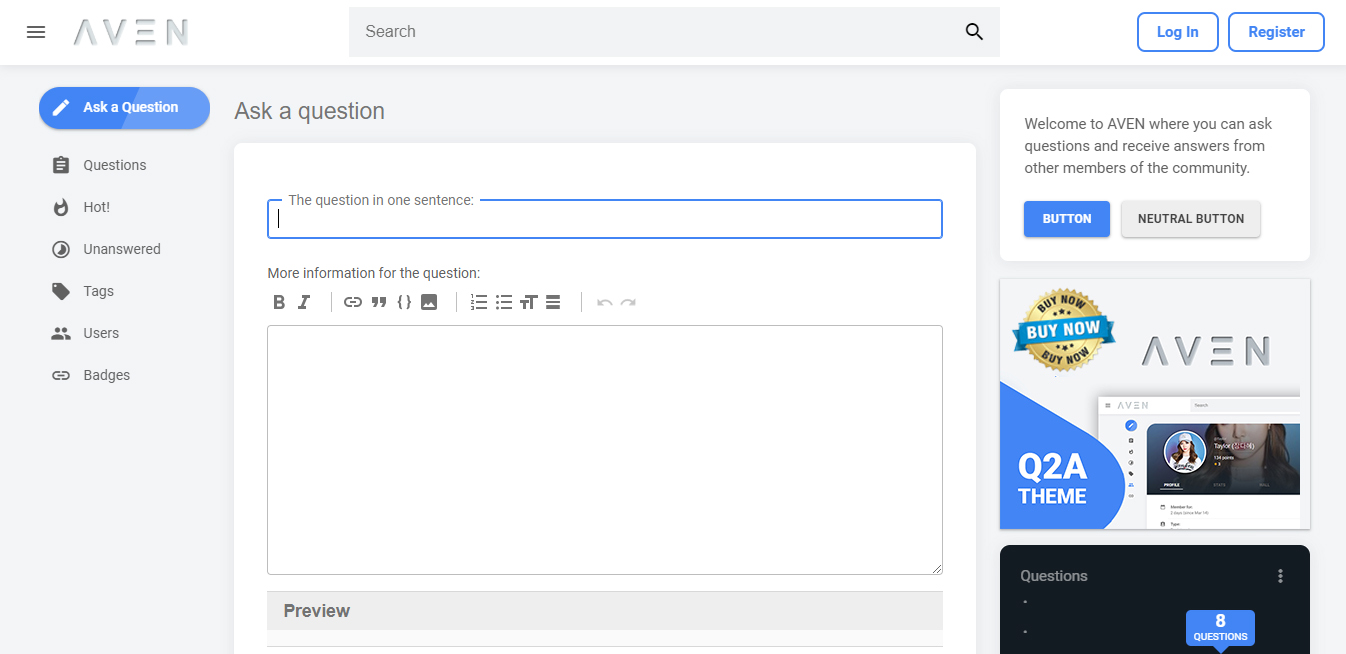 AVEN
Search
Log In
Register
Ask a Question
Questions
Hot!
Unanswered
Tags
Users
Badges
Ask a question
The question in one sentence:
More information for the question:
Preview
Welcome to AVEN where you can ask
questions and receive answers from
other members of the community.
BUTTON
NEUTRAL BUTTON
BUY NOW
BUY NOW
BUY NOW
AVEN
Q2A
THEME
AVEN
Search
134 points
PROFILE
STATS
WALL
Member for:
2 days (since Mar 14)
Type:
Questions
8
QUESTIONS